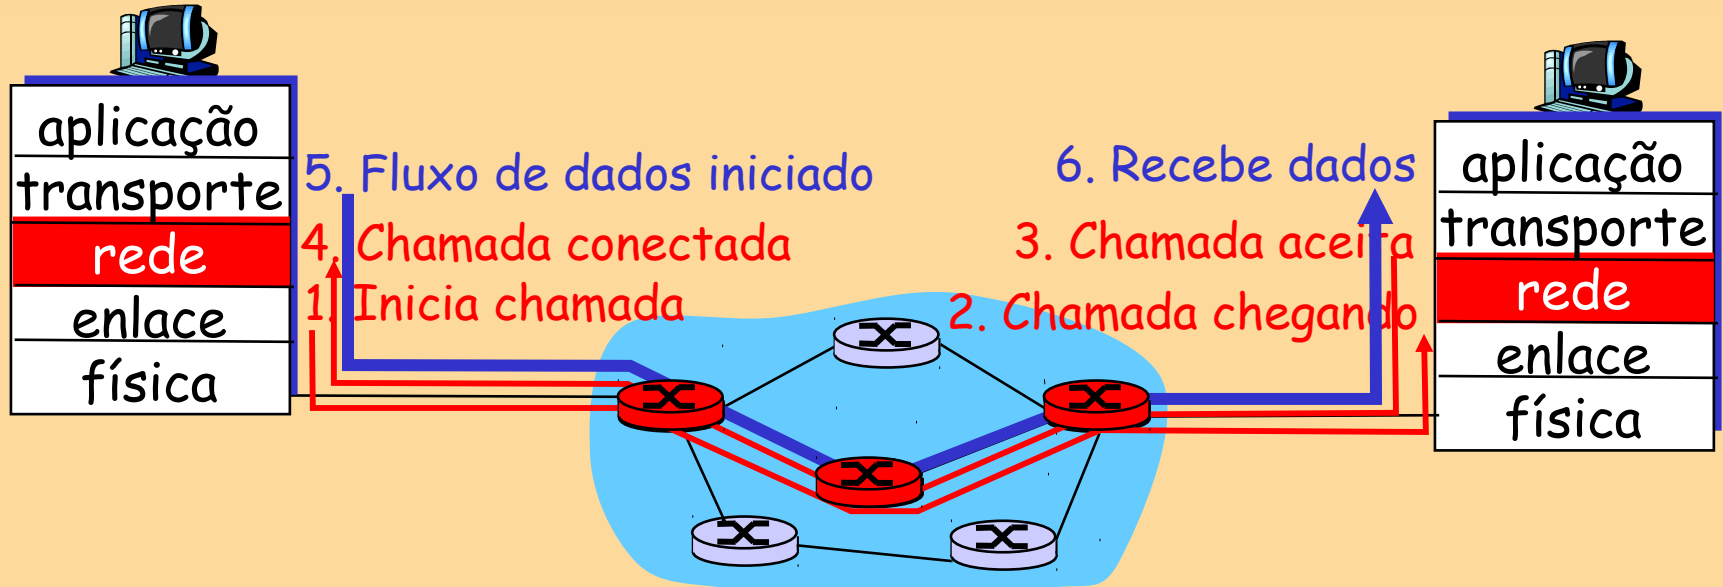 aplicação
transporte
rede
enlace
física
5. Fluxo de dados iniciado
4. Chamada conectada
1. Inicia chamada
6. Recebe dados
3. Chamada aceita
2. Chamada chegando
aplicação
transporte
rede
enlace
física